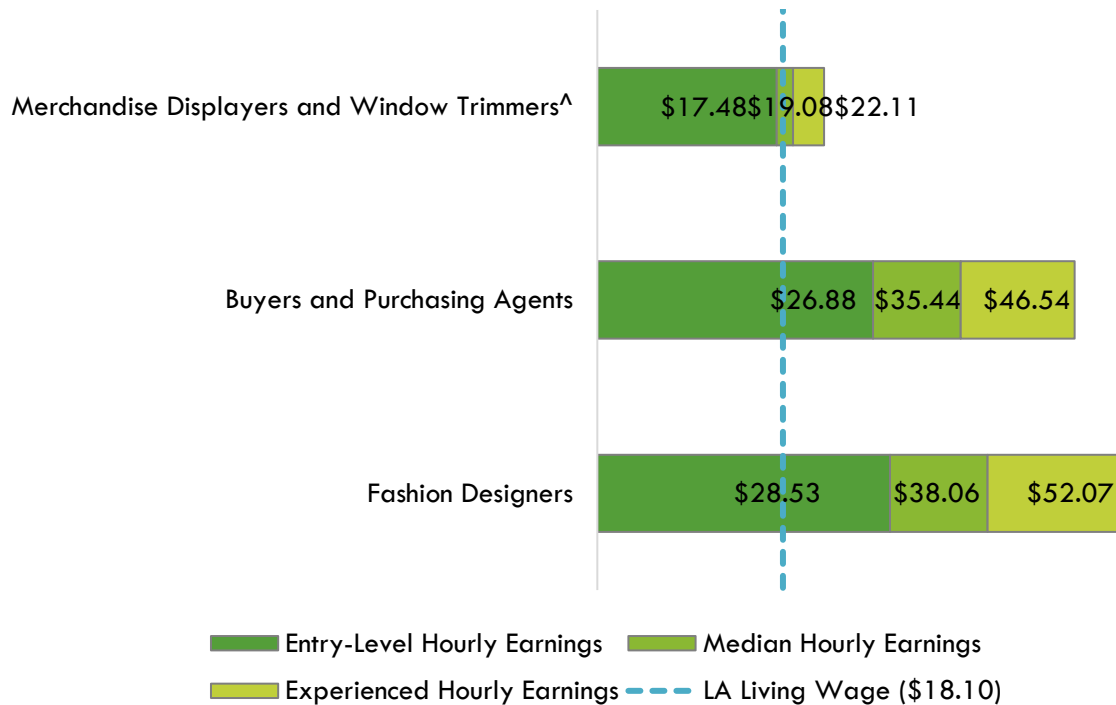 Merchandise Displayers and Window Trimmers^ $17.48 $19.08 $22.11
Buyers and Purchasing Agents $26.88 $35.44 $46.54
Fashion Designers $28.53 $38.06 $52.07
Entry-Level Hourly Earnings Median Hourly Earnings
Experienced Hourly Earnings LA Living Wage ($18.10)